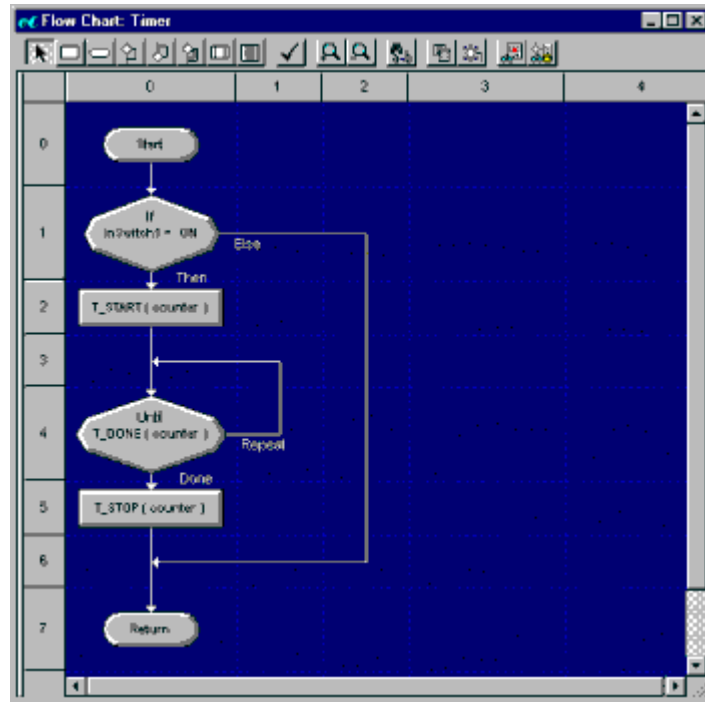 Flow Chart: Timer
0 1 2 3 4
0
Start
1
If
= ON
Else
Then
2
T_START ( counter )
3
4
Until
T_DONE ( counter )
Repeat
Done
5
T_STOP ( counter )
6
7
Return